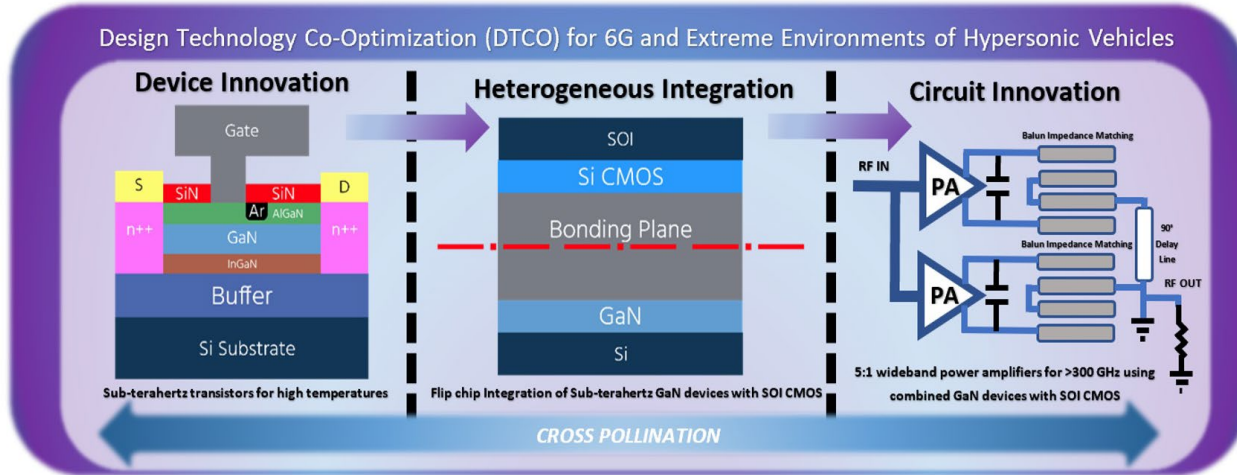 Design Technology Co-Optimization (DTCO) for 6G and Extreme Environments of Hypersonic Vehicles
Device Innovation
Gate
S
SiN
SiN
D
Ar
AlGaN
n++
GaN
n++
InGaN
Buffer
Si Substrate
Sub-terahertz transistors for high temperatures
Heterogeneous Integration
SOI
Si CMOS
Bonding Plane
GaN
Si
Flip chip Integration of Sub-terahertz GaN devices with SOI CMOS
Circuit Innovation
Balun Impedance Matching
RF IN
PA
Balun Impedance Matching
90°
Delay
Line
PA
RF OUT
5:1 wideband power amplifiers for >300 GHz using
combined GaN devices with SOI CMOS
CROSS POLLINATION